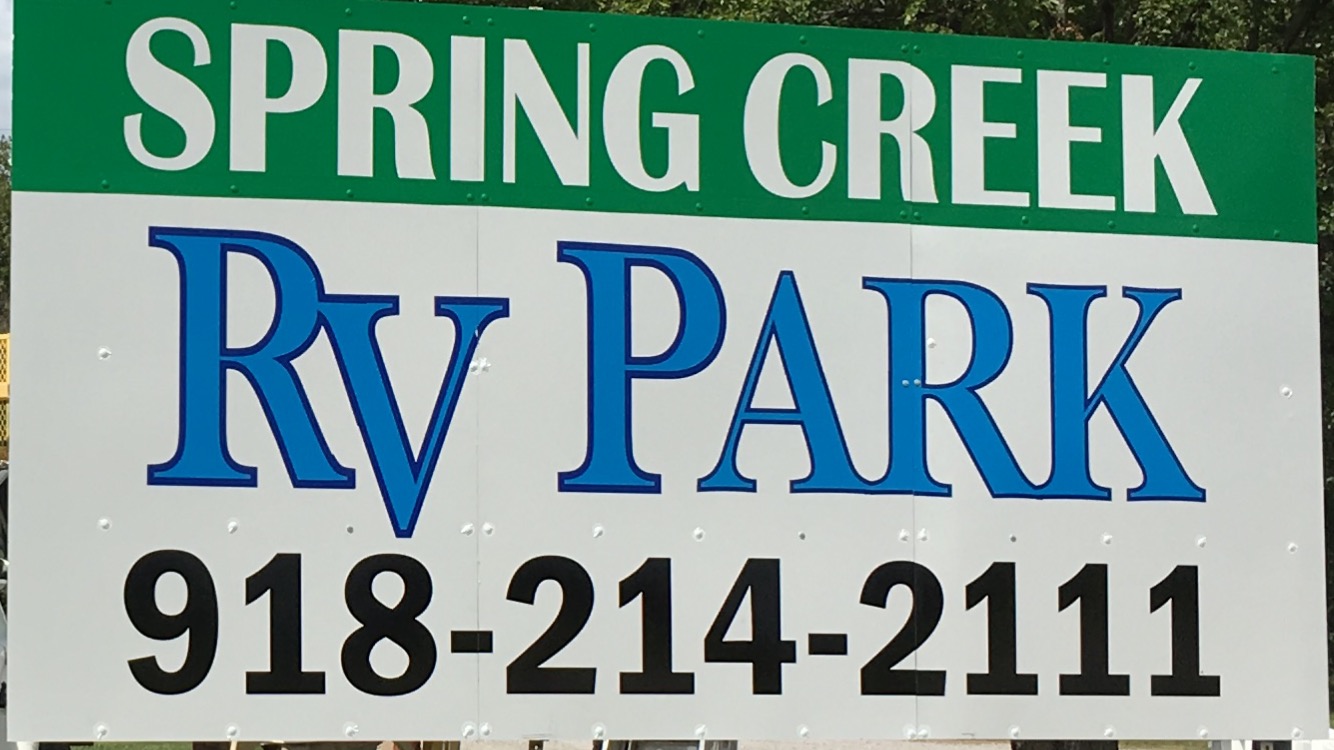 SPRING CREEK
RV PARK
918-214-2111